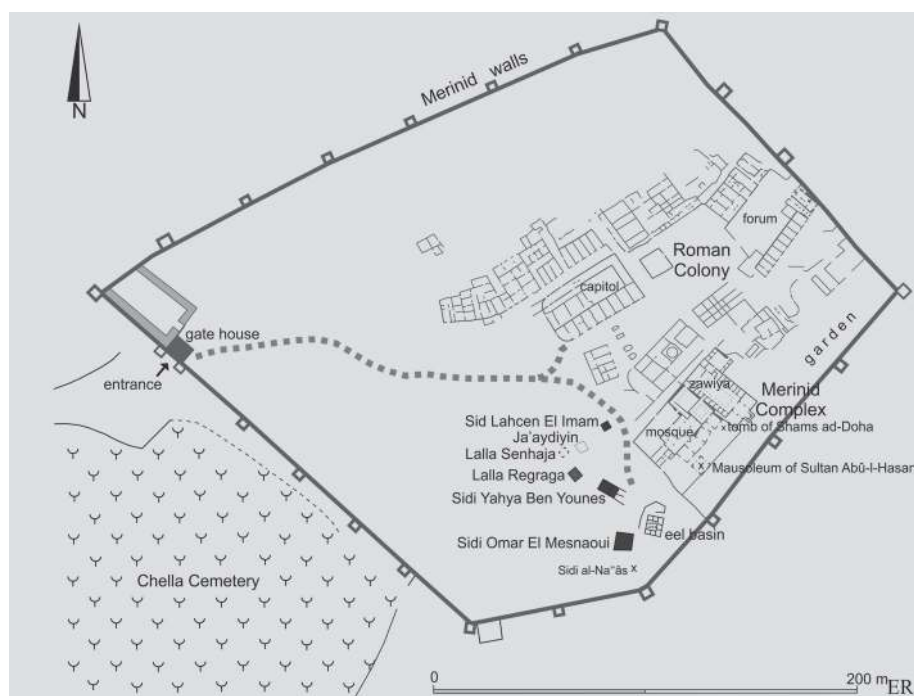 Merinid walls
N
forum
Roman
Colony
capitol
gate house
entrance
garden
zawiya
Merinid
Complex
Sid Lahcen El Imam
Ja'aydiyin
mosque
tomb of Shams ad-Doha
Lalla Senhaja
Mausoleum of Sultan Abū-l-Hasan
Lalla Regraga
Sidi Yahya Ben Younes
eel basin
Sidi Omar El Mesnaoui
Sidi al-Na"âs x
Chella Cemetery
0 200 m
ER